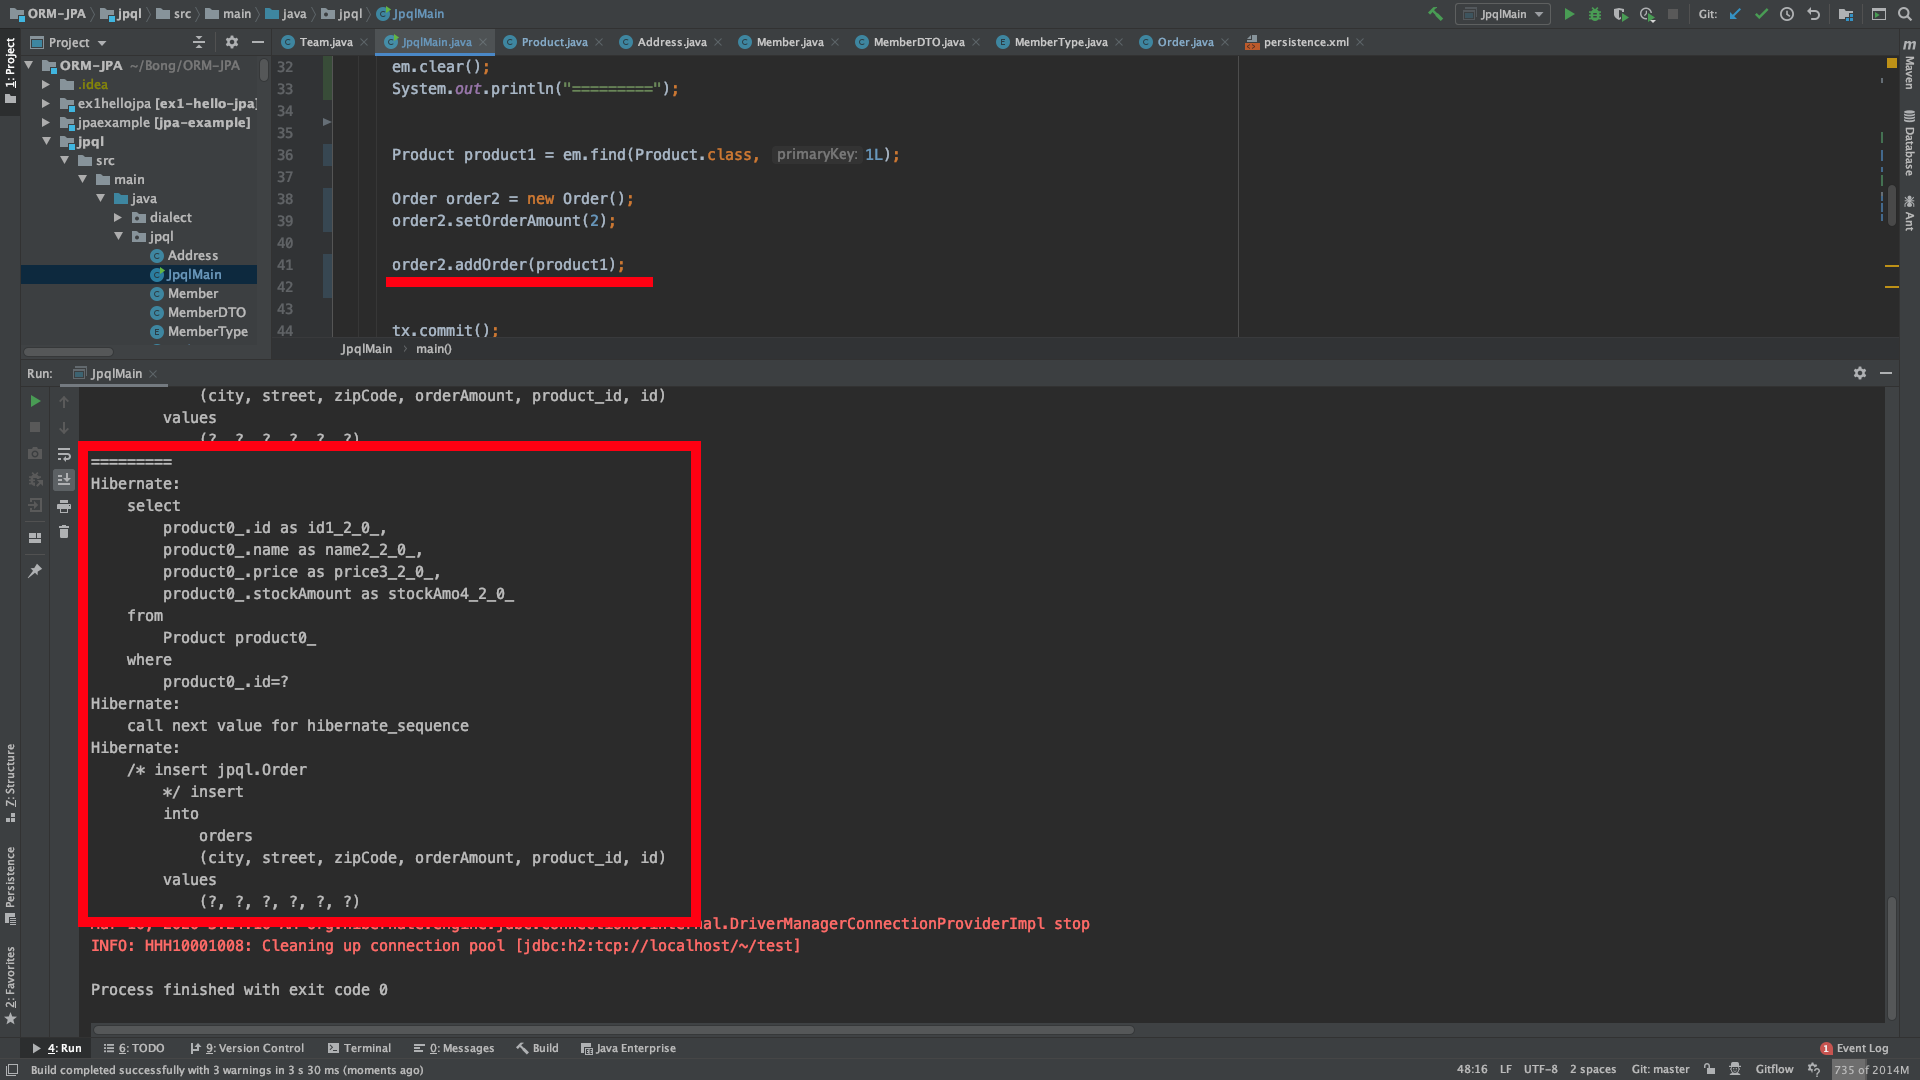 ORM-JPA jpql src main java jpql JpqlMain
JpqlMain Git:
1: Project
Project
Team.java JpqlMain.java Product.java Address.java Member.java MemberDTO.java MemberType.java Order.java persistence.xml
ORM-JPA ~/Bong/ORM-JPA
.idea
ex1hellojpa [ex1-hello-jpa]
jpaexample [jpa-example]
jpql
src
main
java
dialect
jpql
Address
JpqlMain
Member
MemberDTO
MemberType
32 em.clear();
33 System.out.println("=========");
34
35
36 Product product1 = em.find(Product.class, primaryKey: 1L);
37
38 Order order2 = new Order();
39 order2.setOrderAmount(2);
40
41 order2.addOrder(product1);
42
43
44 tx.commit();
JpqlMain main()
m Maven
Database
Ant
Run: JpqlMain
(city, street, zipCode, orderAmount, product_id, id)
values
(?, ?, ?, ?, ?, ?)
=========
Hibernate:
select
product0_.id as id1_2_0_,
product0_.name as name2_2_0_,
product0_.price as price3_2_0_,
product0_.stockAmount as stockAmo4_2_0_
from
Product product0_
where
product0_.id=?
Hibernate:
call next value for hibernate_sequence
Hibernate:
/* insert jpql.Order
*/ insert
into
orders
(city, street, zipCode, orderAmount, product_id, id)
values
(?, ?, ?, ?, ?, ?)
nal.DriverManagerConnectionProviderImpl stop
INFO: HHH10001008: Cleaning up connection pool [jdbc:h2:tcp://localhost/~/test]
Process finished with exit code 0
Z: Structure
Persistence
2: Favorites
4: Run 6: TODO 9: Version Control Terminal 0: Messages Build Java Enterprise 1 Event Log
Build completed successfully with 3 warnings in 3 s 30 ms (moments ago) 48:16 LF UTF-8 2 spaces Git: master Gitflow 735 of 2014M